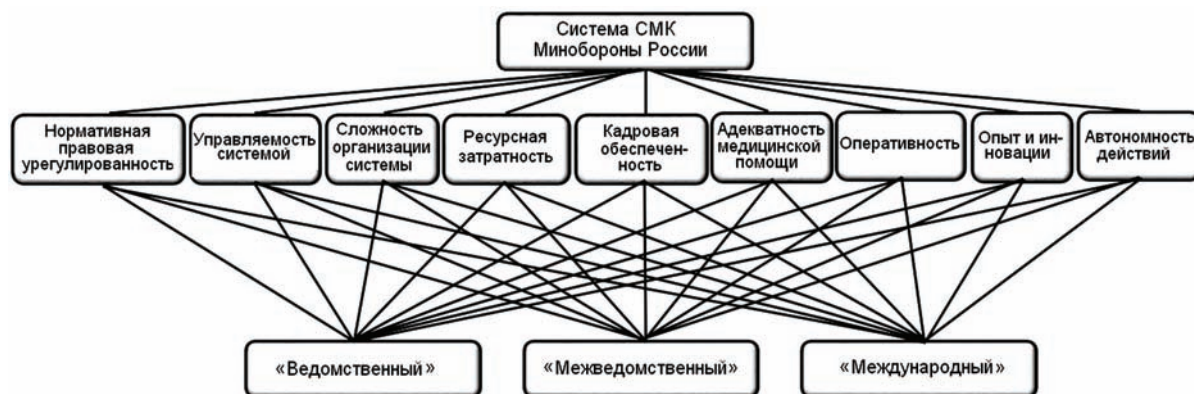 Система СМК
Минобороны России
Нормативная
правовая
урегулированность
Управляемость
системой
Сложность
организации
системы
Ресурсная
затратность
Кадровая
обеспечен-
ность
Адекватность
медицинской
помощи
Оперативность
Опыт и ин-
новации
Автономность
действий
«Ведомственный»
«Межведомственный»
«Международный»